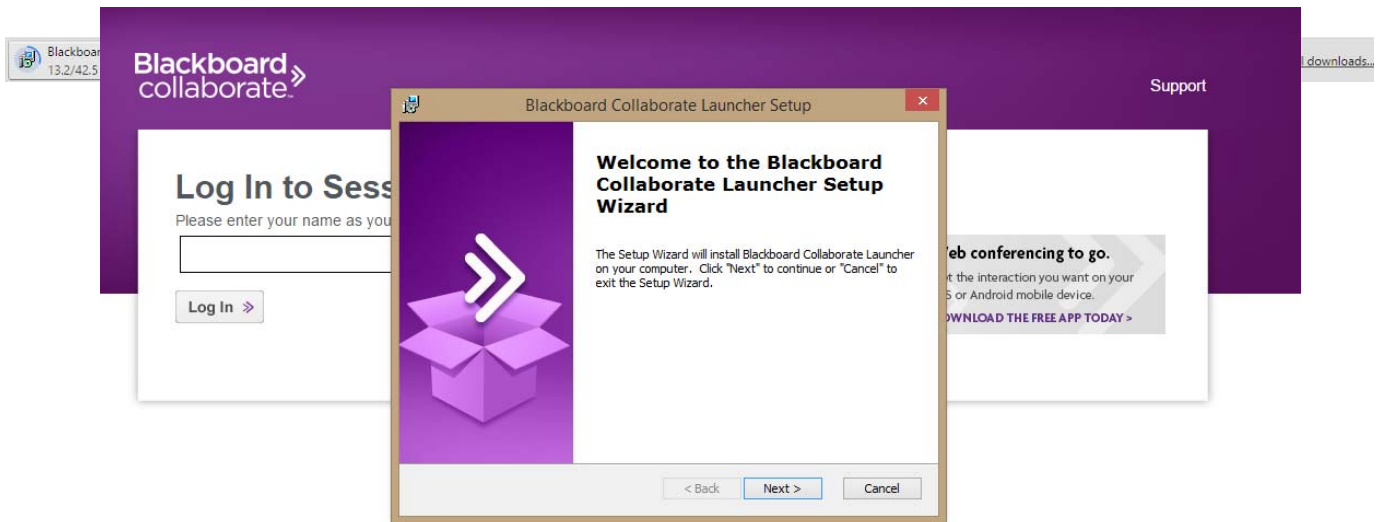 Blackboar
13.2/42.5
l downloads...
Blackboard
collaborate™
Support
Log In to Sess
Please enter your name as you
Log In
Blackboard Collaborate Launcher Setup
Welcome to the Blackboard
Collaborate Launcher Setup
Wizard
The Setup Wizard will install Blackboard Collaborate Launcher
on your computer. Click "Next" to continue or "Cancel" to
exit the Setup Wizard.
< Back Next > Cancel
eb conferencing to go.
t the interaction you want on your
S or Android mobile device.
OWNLOAD THE FREE APP TODAY >